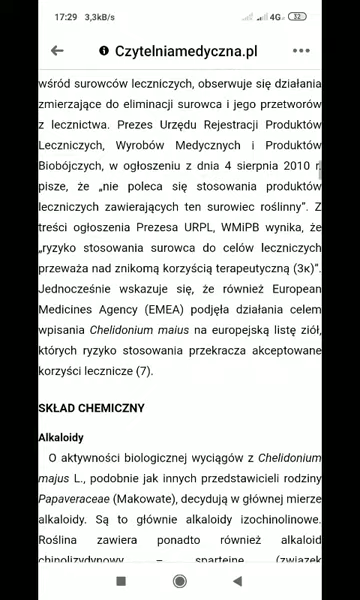 17:29 3,3kB/s 4G 32
Czytelniamedyczna.pl
wśród surowców leczniczych, obserwuje się działania
zmierzające do eliminacji surowca i jego przetworów
z lecznictwa. Prezes Urzędu Rejestracji Produktów
Leczniczych, Wyrobów Medycznych i Produktów
Biobójczych, w ogłoszeniu z dnia 4 sierpnia 2010 r
pisze, że „nie poleca się stosowania produktów
leczniczych zawierających ten surowiec roślinny”. Z
treści ogłoszenia Prezesa URPL, WMiPB wynika, że
„ryzyko stosowania surowca do celów leczniczych
przeważa nad znikomą korzyścią terapeutyczną (3к)”.
Jednocześnie wskazuje się, że również European
Medicines Agency (EMEA) podjęła działania celem
wpisania Chelidonium maius na europejską listę ziół,
których ryzyko stosowania przekracza akceptowane
korzyści lecznicze (7).
SKŁAD CHEMICZNY
Alkaloidy
O aktywności biologicznej wyciągów z Chelidonium
majus L., podobnie jak innych przedstawicieli rodziny
Papaveraceae (Makowate), decydują w głównej mierze
alkaloidy. Są to głównie alkaloidy izochinolinowe.
Roślina zawiera ponadto również alkaloid
chinolizydynowy – sparteinę (związek